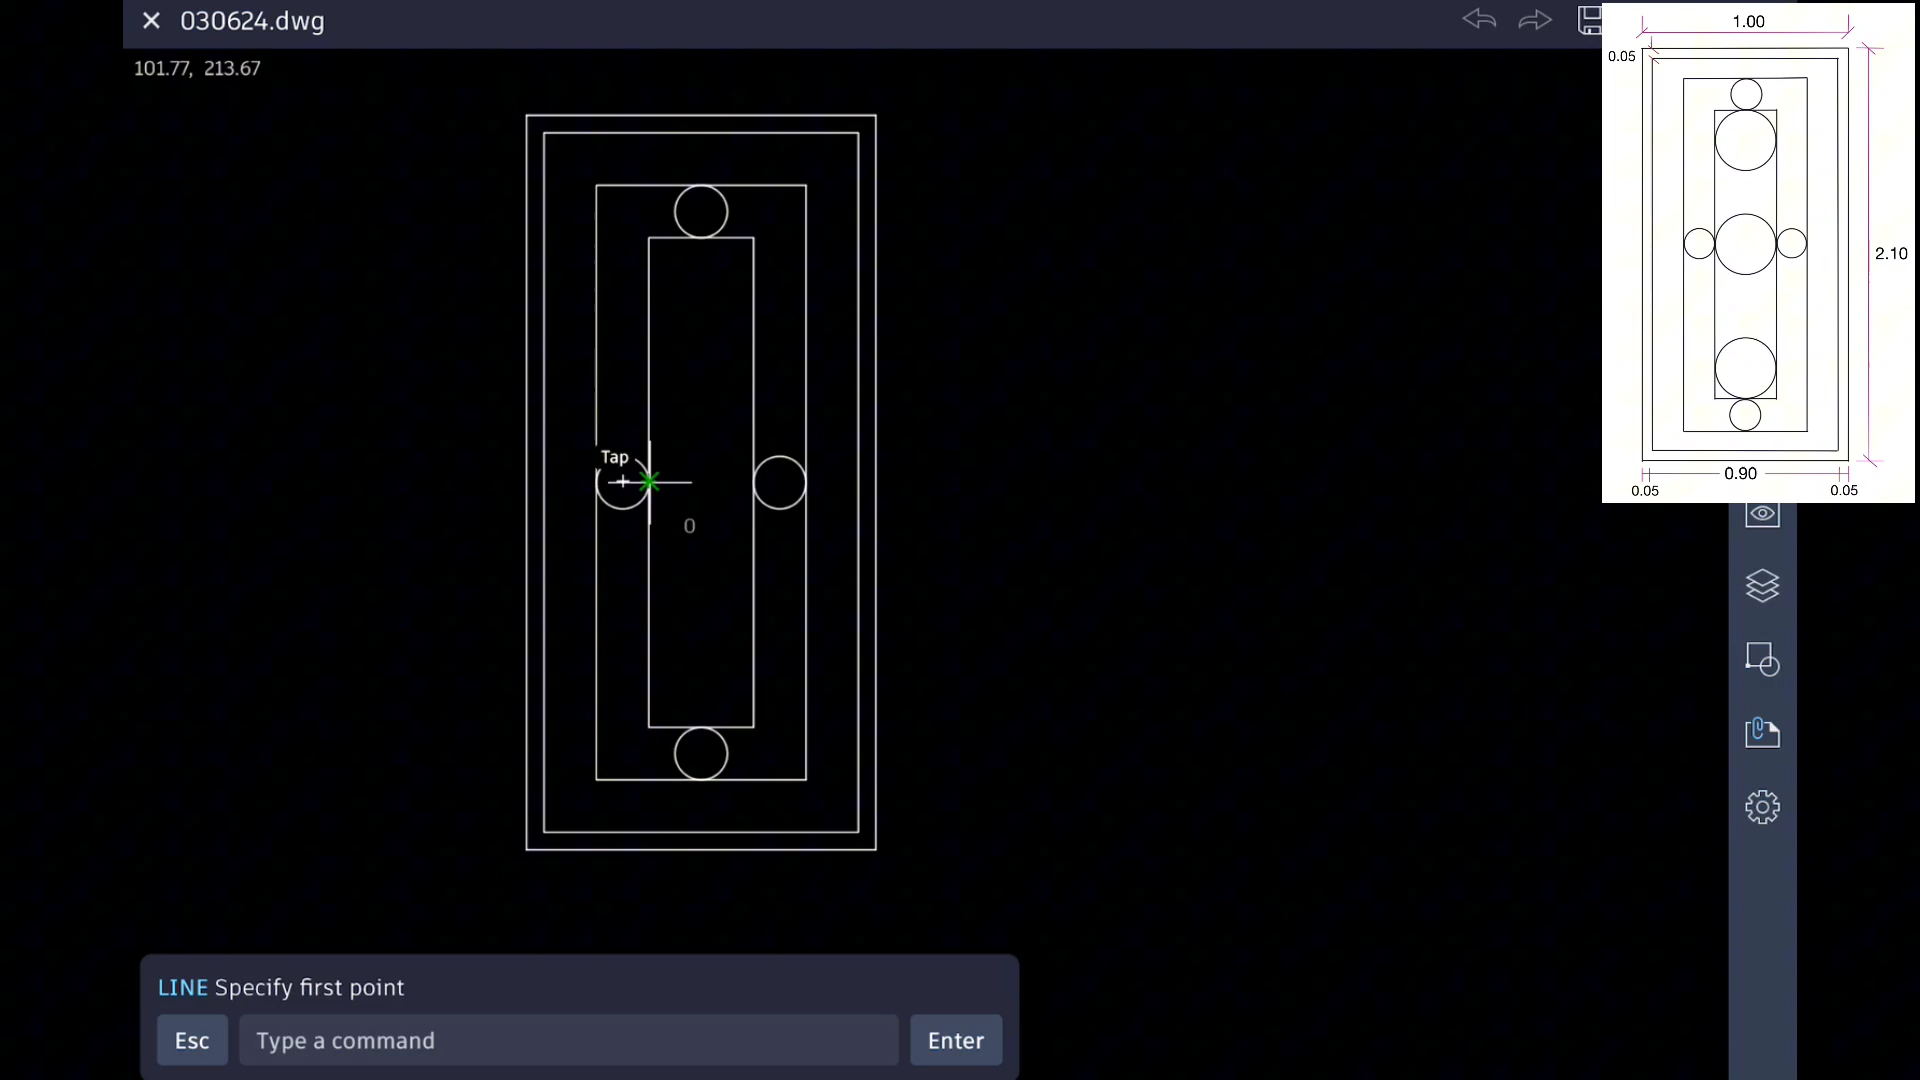 030624.dwg
101.77, 213.67
Tap
0
LINE Specify first point
Esc
Type a command
Enter
1.00
0.05
2.10
0.90
0.05
0.05